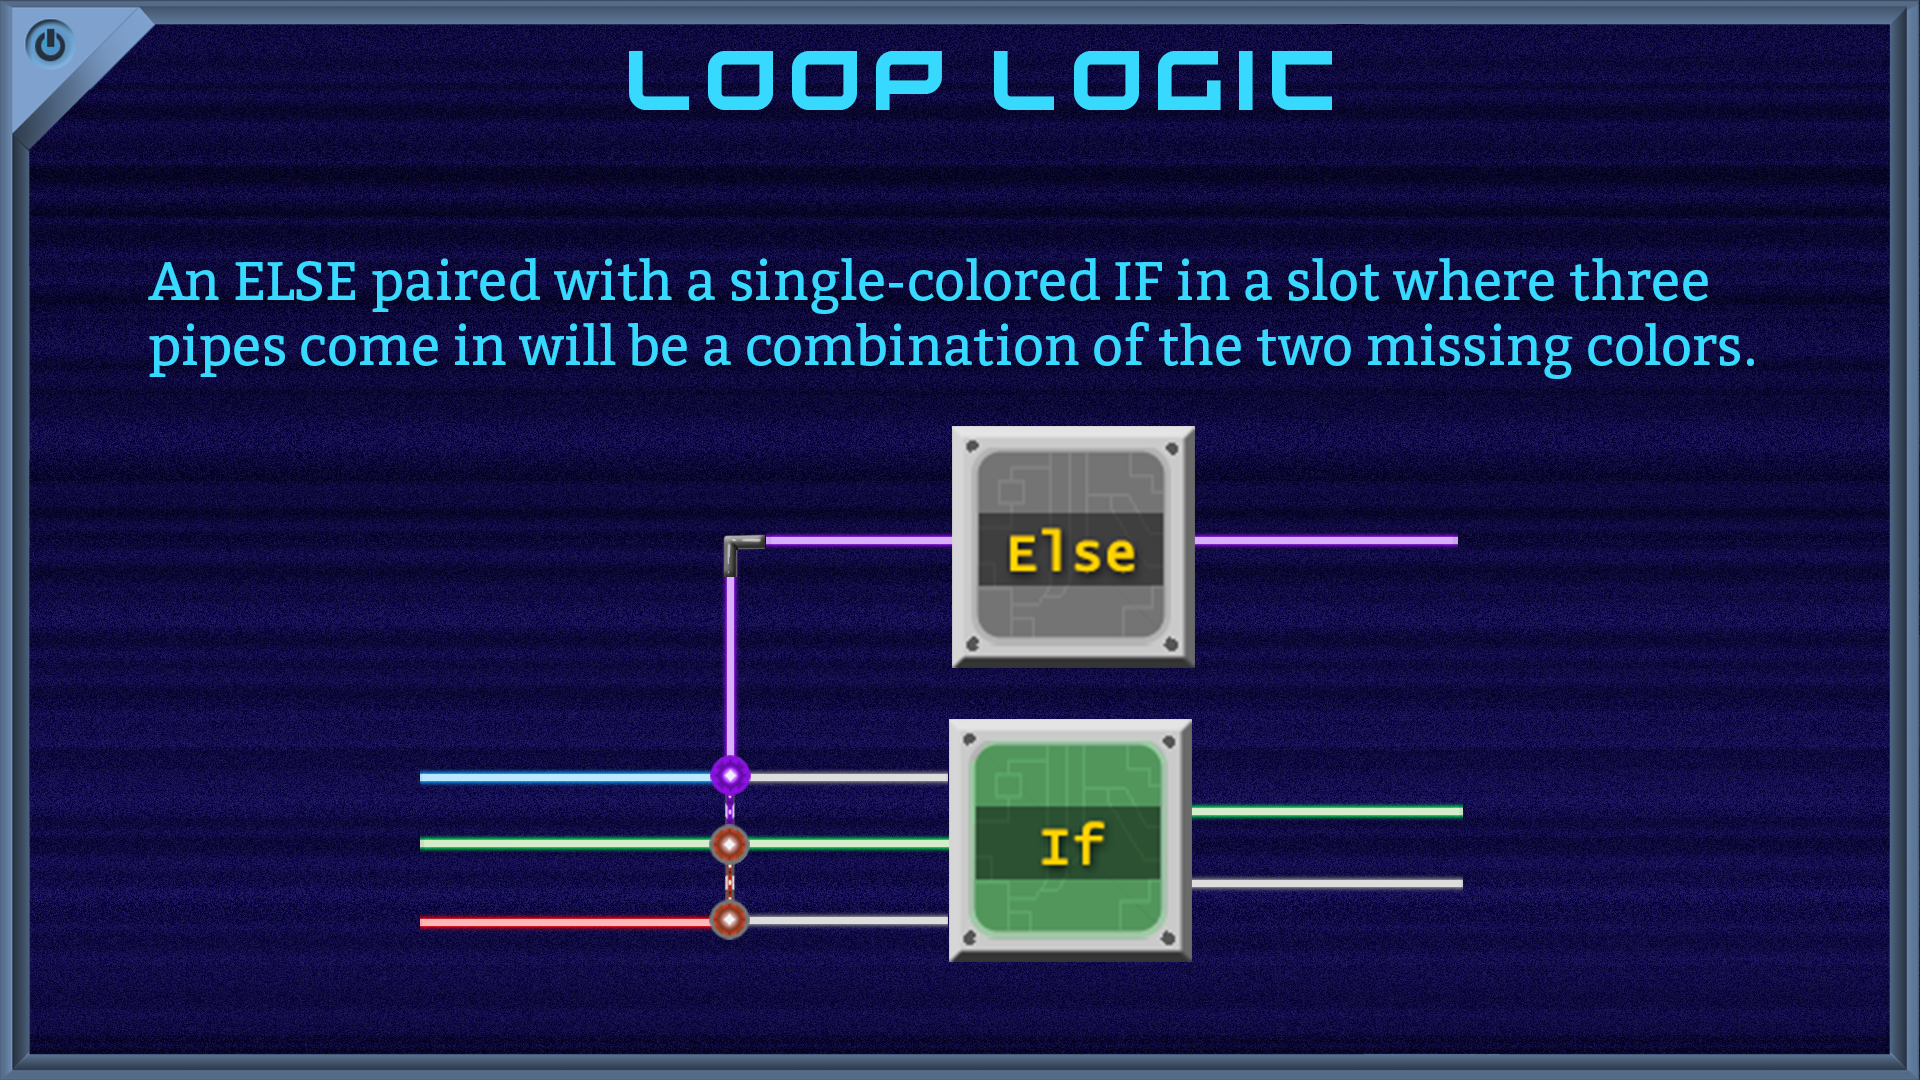 LOOP LOGIC
An ELSE paired with a single-colored IF in a slot where three
pipes come in will be a combination of the two missing colors.
Else
If